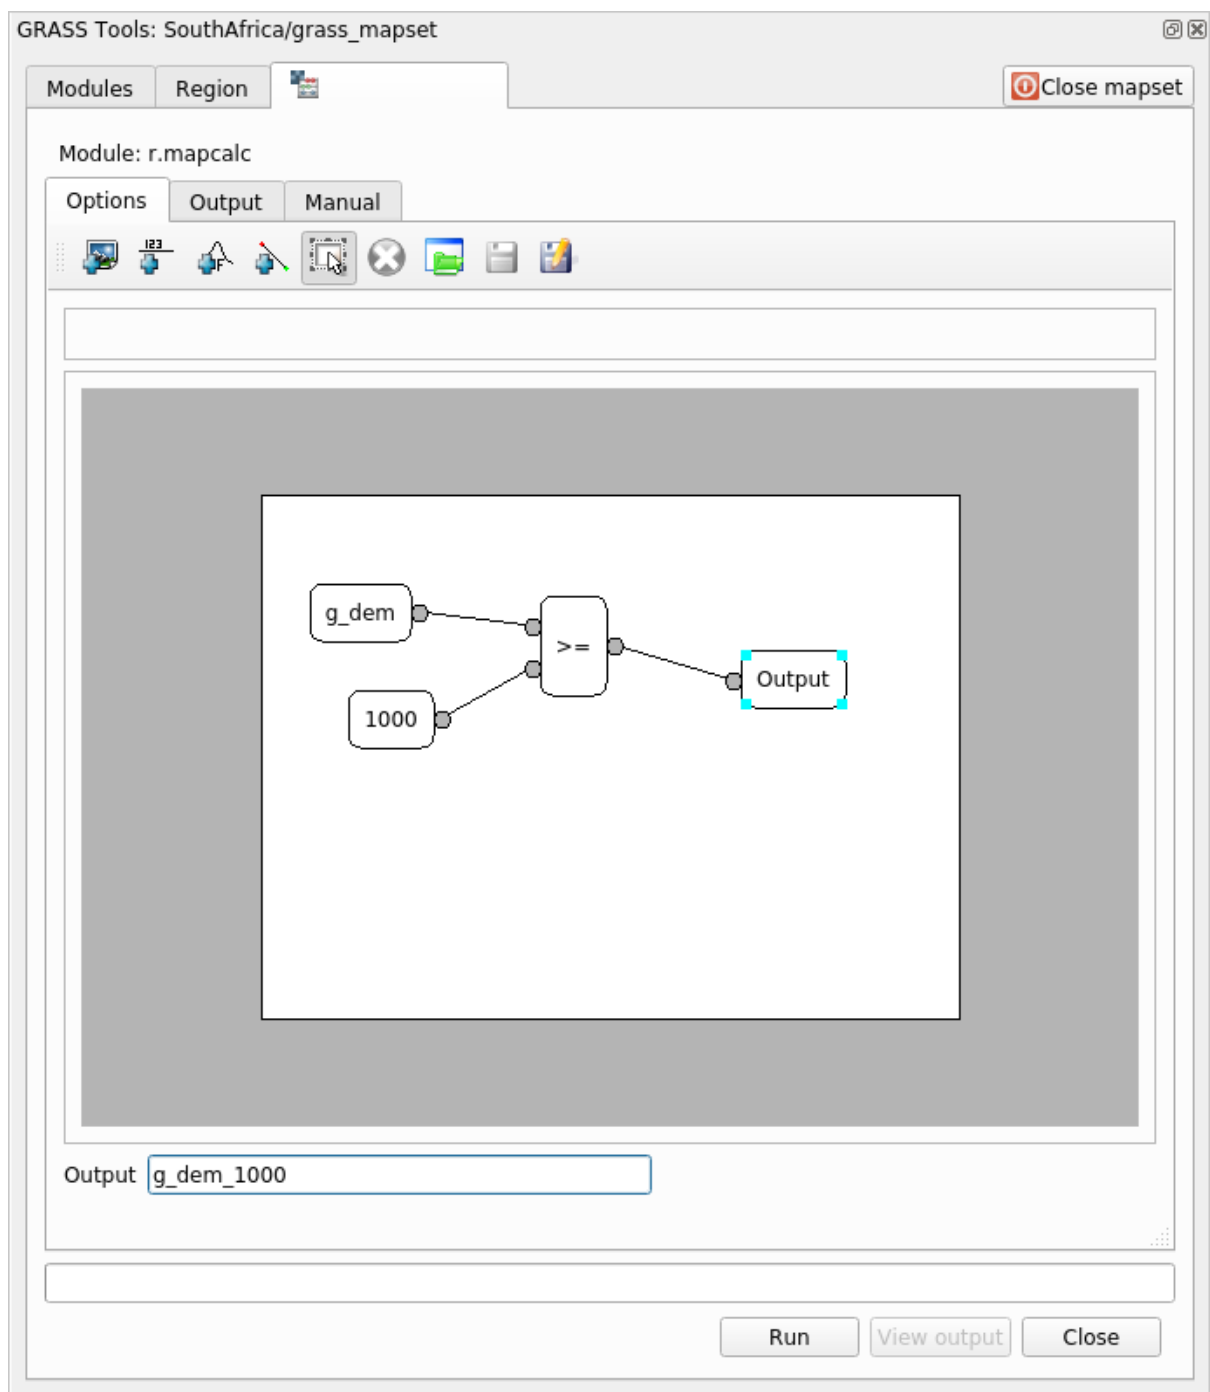 GRASS Tools: SouthAfrica/grass_mapset
Modules Region Close mapset
Module: r.mapcalc
Options Output Manual
123
F
g_dem
>=
Output
1000
Output g_dem_1000
Run View output Close